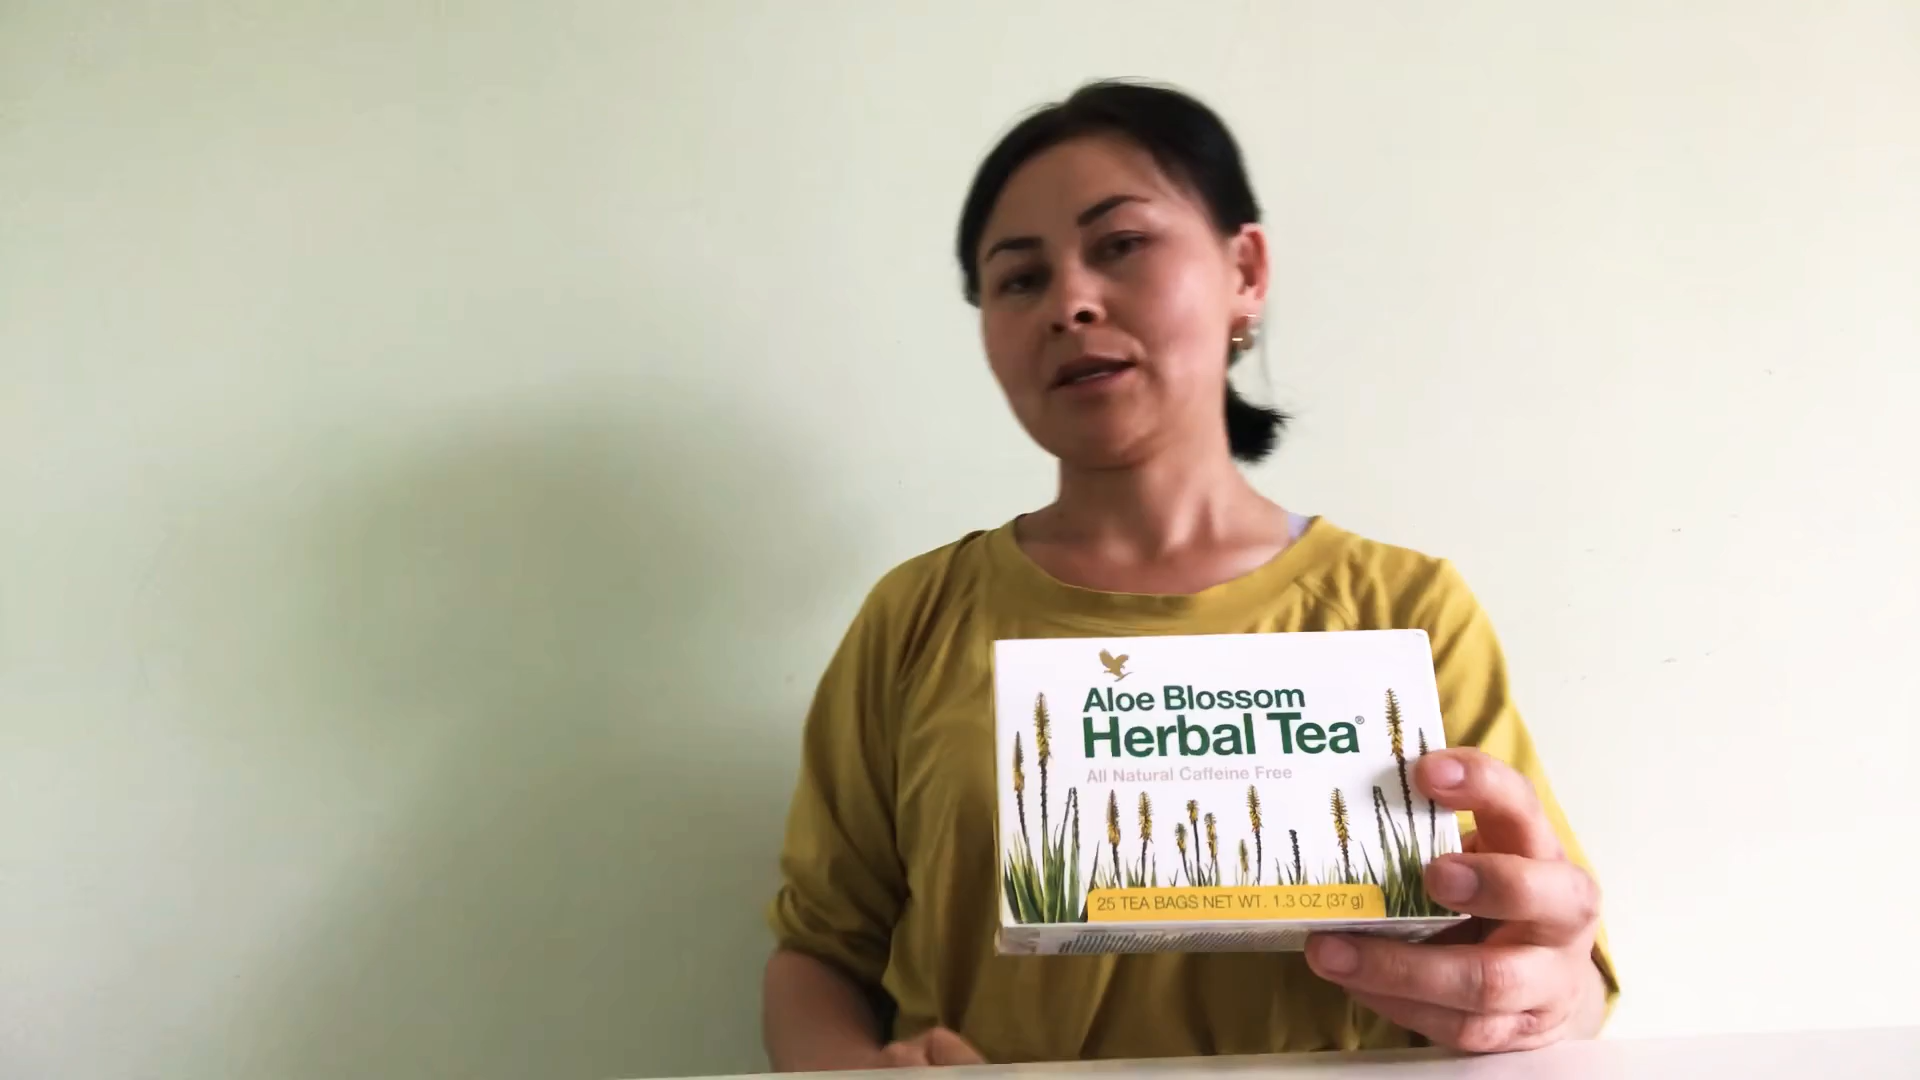 Aloe Blossom
Herbal Tea®
All Natural Caffeine Free
25 TEA BAGS NET WT. 1.3 OZ (37 g)